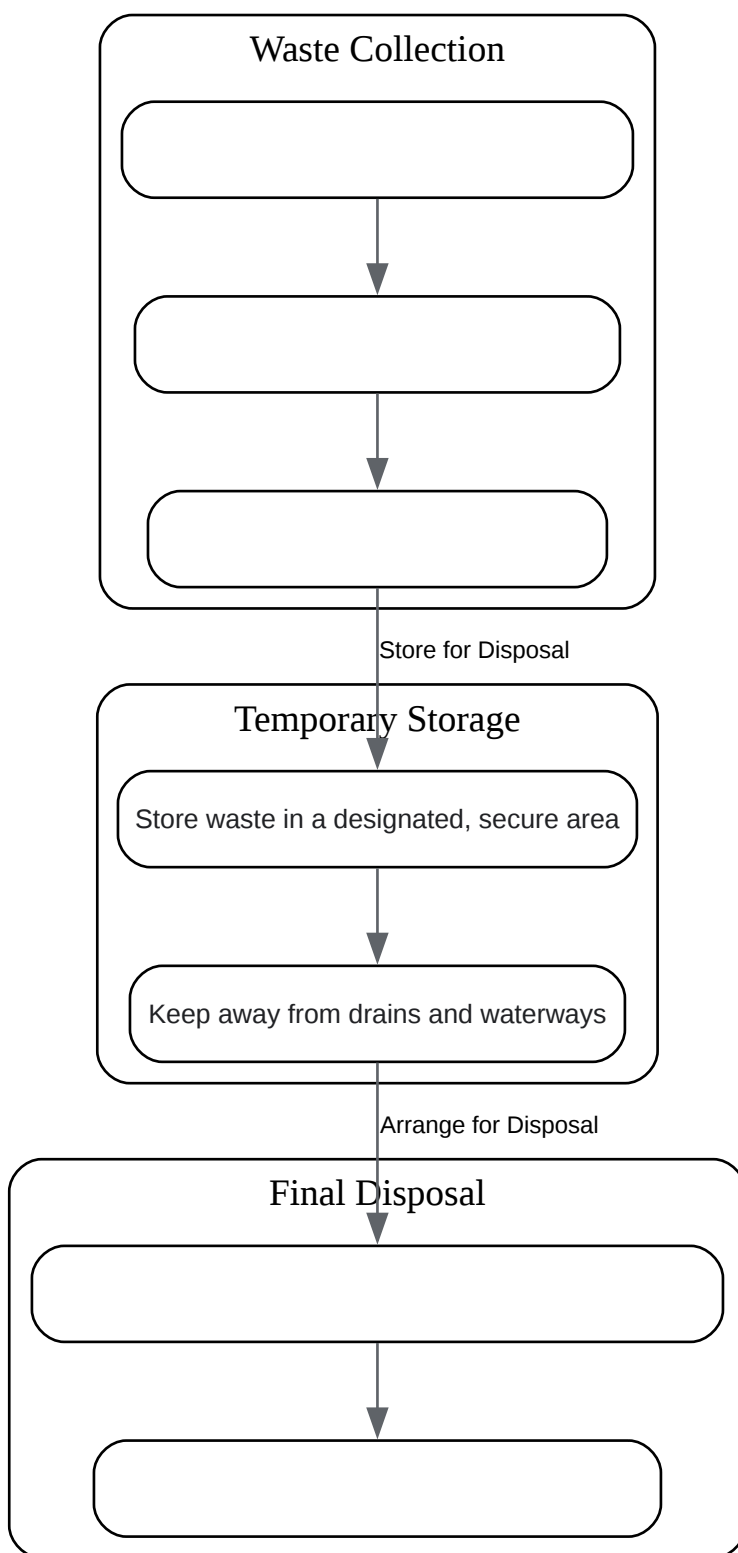 Waste Collection
Store for Disposal
Temporary Storage
Store waste in a designated, secure area
Keep away from drains and waterways
Arrange for Disposal
Final Disposal